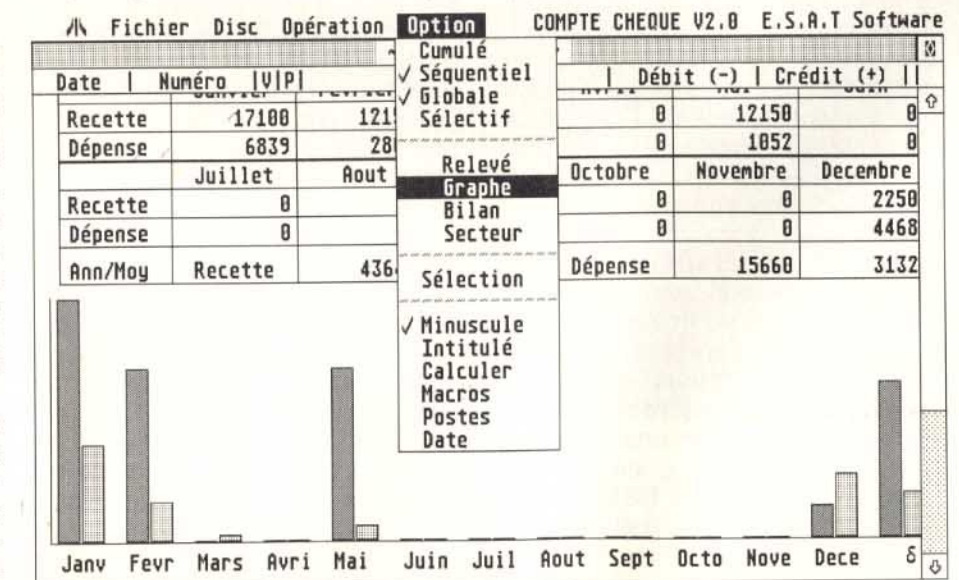 Fichier Disc Opération Option COMPTE CHEQUE V2.0 E.S.A.T Software
Cumulé
✓ Séquentiel
✓ Globale
Sélectif
Relevé
Graphe
Bilan
Secteur
Sélection
✓ Minuscule
Intitulé
Calculer
Macros
Postes
Date
Date | Numéro |V|P| | Débit (-) | Crédit (+) ||
Recette 17100 0 12150 0
Dépense 6839 0 1052 0
Juillet Aout Octobre Novembre Decembre
Recette 0 0 0 2250
Dépense 0 0 0 4468
Ann/Moy Recette Dépense 15660 3132
Janv Fevr Mars Avri Mai Juin Juil Aout Sept Octo Nove Dece δ